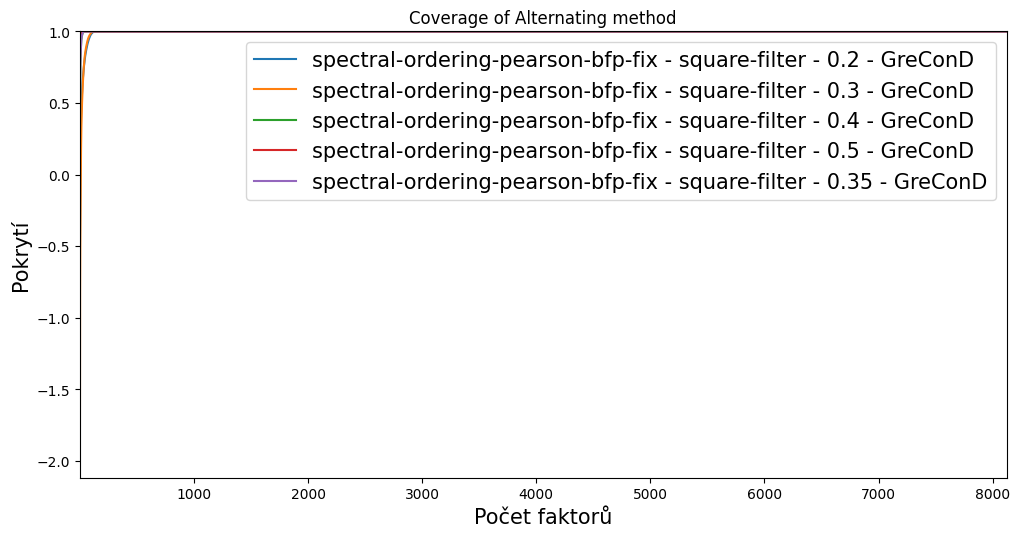 Coverage of Alternating method
spectral-ordering-pearson-bfp-fix - square-filter - 0.2 - GreConD
spectral-ordering-pearson-bfp-fix - square-filter - 0.3 - GreConD
spectral-ordering-pearson-bfp-fix - square-filter - 0.4 - GreConD
spectral-ordering-pearson-bfp-fix - square-filter - 0.5 - GreConD
spectral-ordering-pearson-bfp-fix - square-filter - 0.35 - GreConD
Pokrytí
1.0
0.5
0.0
−0.5
−1.0
−1.5
−2.0
1000 2000 3000 4000 5000 6000 7000 8000
Počet faktorů